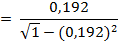 = 0,192 / √1 − (0,192)²